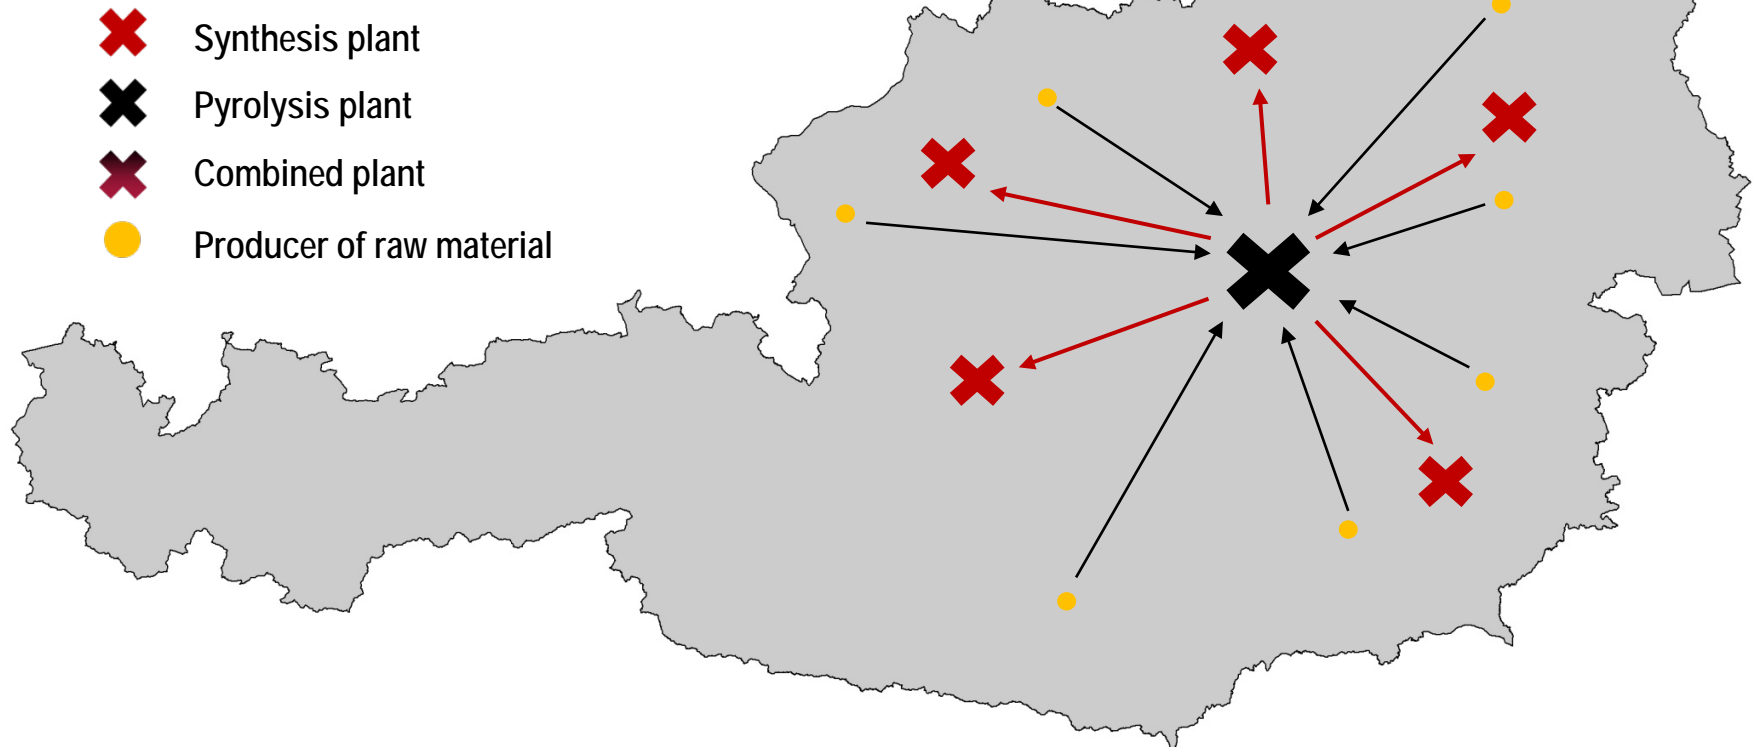 Synthesis plant
Pyrolysis plant
Combined plant
Producer of raw material